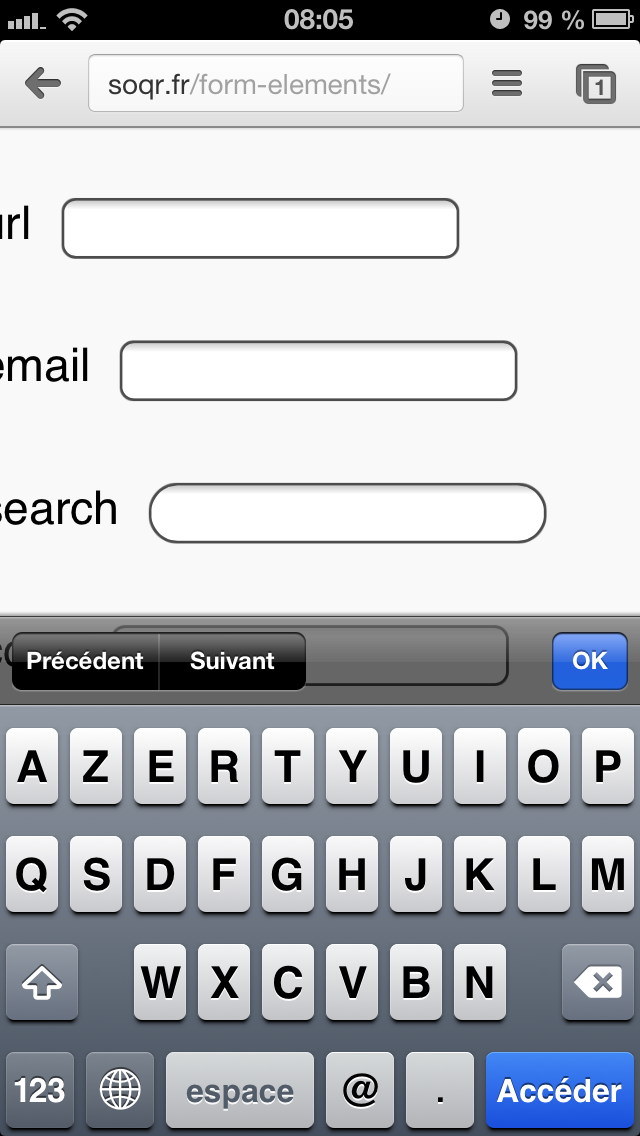 08:05 99 %
soqr.fr/form-elements/ 1
url
email
search
Précédent Suivant OK
A Z E R T Y U I O P
Q S D F G H J K L M
W X C V B N
123 espace @ . Accéder